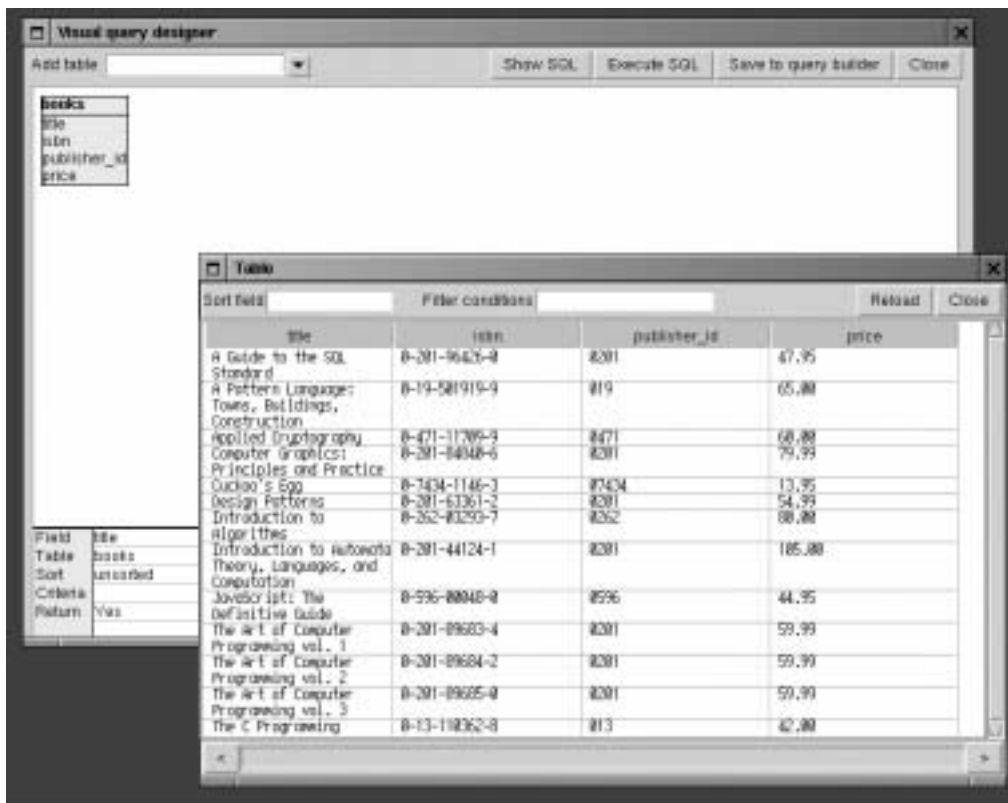 Visual query designer
Add table Show SQL Execute SQL Save to query builder Close
books
title
isbn
publisher_id
price
Table
Sort field Filter conditions Reload Close
title isbn publisher_id price
A Guide to the SQL 0-201-96426-0 0201 47.95
Standard
A Pattern Language: 0-19-501919-9 019 65.00
Towns, Buildings,
Construction
Applied Cryptography 0-471-11709-9 0471 60.00
Computer Graphics: 0-201-84840-6 0201 79.99
Principles and Practice
Cuckoo's Egg 0-7434-1146-3 07434 13.95
Design Patterns 0-201-63361-2 0201 54.99
Introduction to 0-262-03293-7 0262 80.00
Algorithms
Introduction to Automata 0-201-44124-1 0201 105.00
Theory, Languages, and
Computation
JavaScript: The 0-596-00048-0 0596 44.95
Definitive Guide
The Art of Computer 0-201-89683-4 0201 59.99
Programming vol. 1
The Art of Computer 0-201-89684-2 0201 59.99
Programming vol. 2
The Art of Computer 0-201-89685-0 0201 59.99
Programming vol. 3
The C Programming 0-13-110362-8 013 42.00
Field title
Table books
Sort unsorted
Criteria
Return Yes